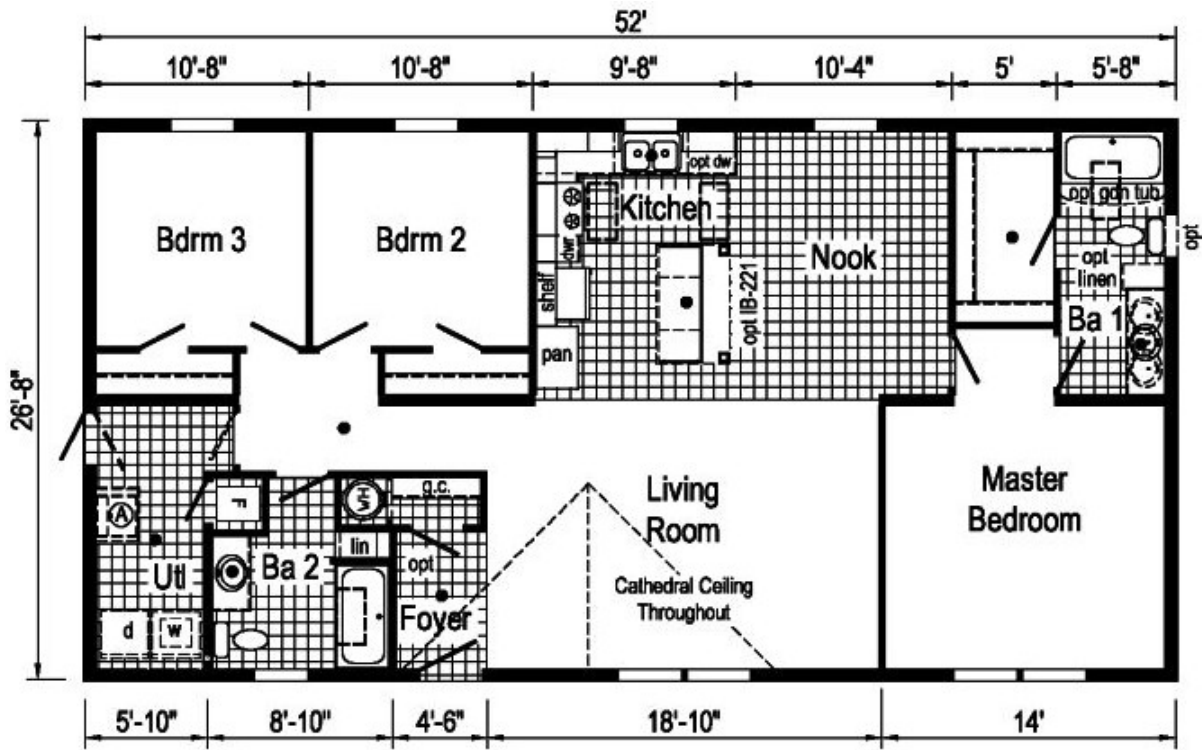 52'
10'-8"
10'-8"
9'-8"
10'-4"
5'
5'-8"
26'-8"
Bdrm 3
Bdrm 2
opt dw
Kitchen
dwr
shelf
pan
opt IB-221
Nook
opt gdn tub
opt
opt
linen
Ba 1
A
Utl
d
w
F
Ba 2
lin
g.c.
opt
Foyer
Living
Room
Cathedral Ceiling
Throughout
Master
Bedroom
5'-10"
8'-10"
4'-6"
18'-10"
14'